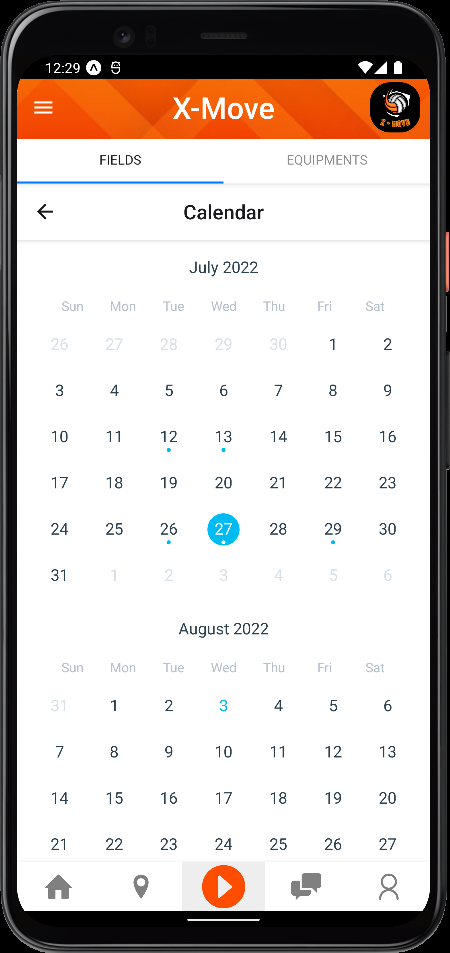 12:29
X-Move
X - MOVE
FIELDS EQUIPMENTS
Calendar
July 2022
Sun Mon Tue Wed Thu Fri Sat
26 27 28 29 30 1 2
3 4 5 6 7 8 9
10 11 12 13 14 15 16
17 18 19 20 21 22 23
24 25 26 27 28 29 30
31 1 2 3 4 5 6
August 2022
Sun Mon Tue Wed Thu Fri Sat
31 1 2 3 4 5 6
7 8 9 10 11 12 13
14 15 16 17 18 19 20
21 22 23 24 25 26 27